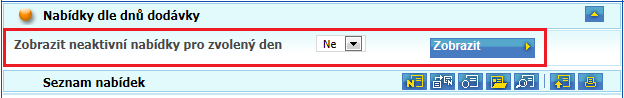 Nabídky dle dnů dodávky
Zobrazit neaktivní nabídky pro zvolený den Ne Zobrazit
Seznam nabídek